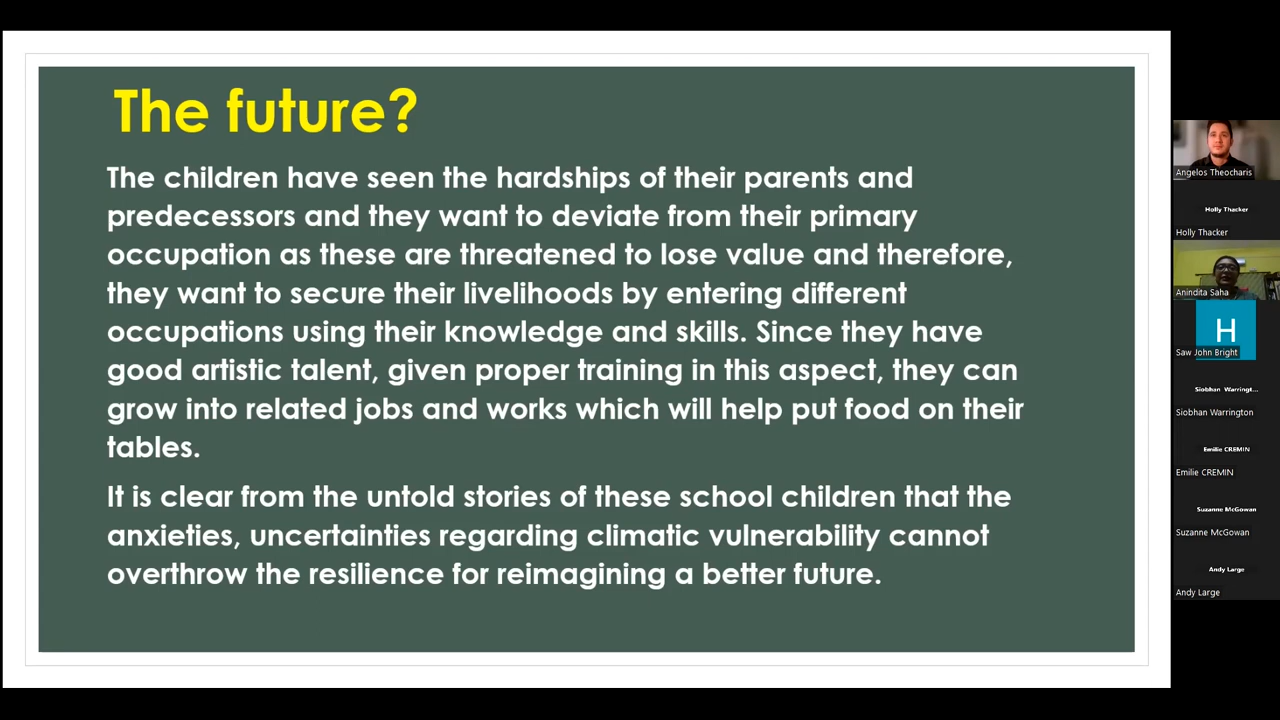 The future?
The children have seen the hardships of their parents and
predecessors and they want to deviate from their primary
occupation as these are threatened to lose value and therefore,
they want to secure their livelihoods by entering different
occupations using their knowledge and skills. Since they have
good artistic talent, given proper training in this aspect, they can
grow into related jobs and works which will help put food on their
tables.
It is clear from the untold stories of these school children that the
anxieties, uncertainties regarding climatic vulnerability cannot
overthrow the resilience for reimagining a better future.
Angelos Theocharis
Holly Thacker
Holly Thacker
Anindita Saha
H
Saw John Bright
Siobhan Warringt...
Siobhan Warrington
Emilie CREMIN
Emilie CREMIN
Suzanne McGowan
Suzanne McGowan
Andy Large
Andy Large